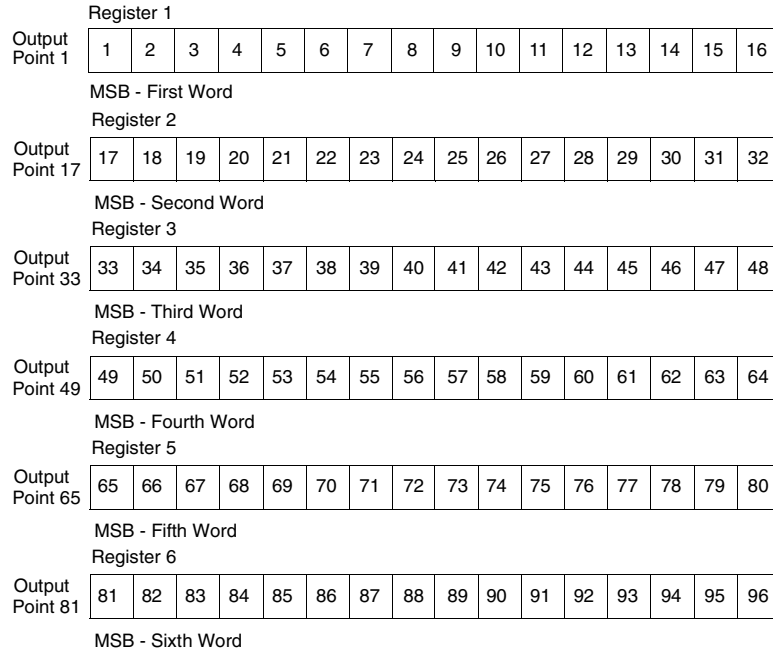 Register 1
Output
Point 1
1 2 3 4 5 6 7 8 9 10 11 12 13 14 15 16
MSB - First Word
Register 2
Output
Point 17
17 18 19 20 21 22 23 24 25 26 27 28 29 30 31 32
MSB - Second Word
Register 3
Output
Point 33
33 34 35 36 37 38 39 40 41 42 43 44 45 46 47 48
MSB - Third Word
Register 4
Output
Point 49
49 50 51 52 53 54 55 56 57 58 59 60 61 62 63 64
MSB - Fourth Word
Register 5
Output
Point 65
65 66 67 68 69 70 71 72 73 74 75 76 77 78 79 80
MSB - Fifth Word
Register 6
Output
Point 81
81 82 83 84 85 86 87 88 89 90 91 92 93 94 95 96
MSB - Sixth Word